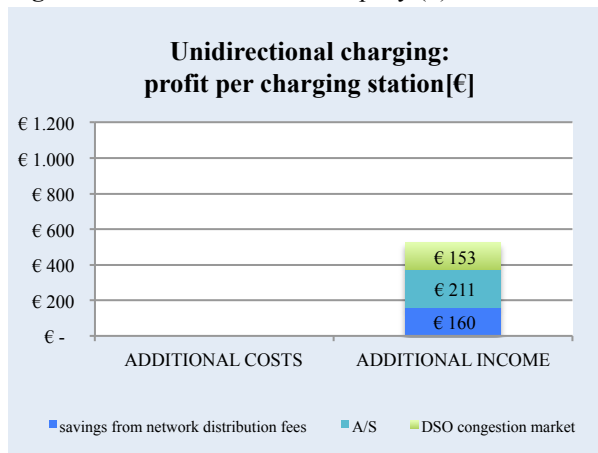 Unidirectional charging:
profit per charging station[€]
€ 1.200
€ 1.000
€ 800
€ 600
€ 400
€ 200
€ -
€ 153
€ 211
€ 160
ADDITIONAL COSTS ADDITIONAL INCOME
savings from network distribution fees A/S DSO congestion market